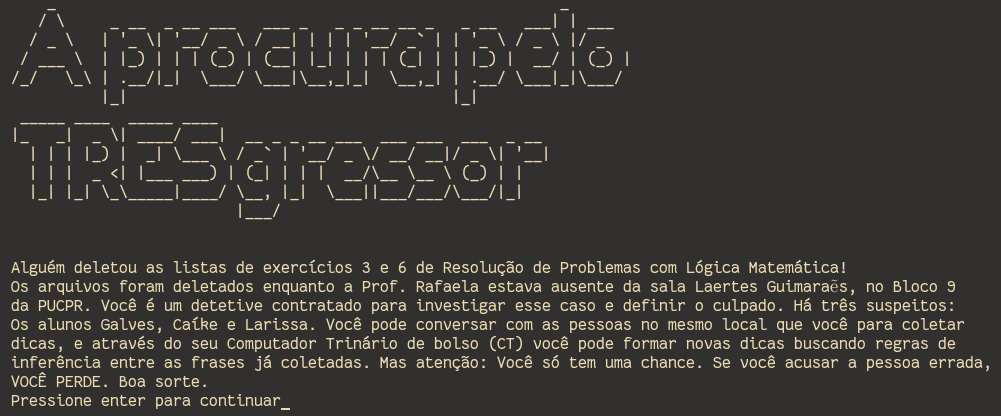 A procura pelo
TRESgressor
Alguém deletou as listas de exercícios 3 e 6 de Resolução de Problemas com Lógica Matemática!
Os arquivos foram deletados enquanto a Prof. Rafaela estava ausente da sala Laertes Guimaraẽs, no Bloco 9
da PUCPR. Você é um detetive contratado para investigar esse caso e definir o culpado. Há três suspeitos:
Os alunos Galves, Caíke e Larissa. Você pode conversar com as pessoas no mesmo local que você para coletar
dicas, e através do seu Computador Trinário de bolso (CT) você pode formar novas dicas buscando regras de
inferência entre as frases já coletadas. Mas atenção: Você só tem uma chance. Se você acusar a pessoa errada,
VOCÊ PERDE. Boa sorte.
Pressione enter para continuar_